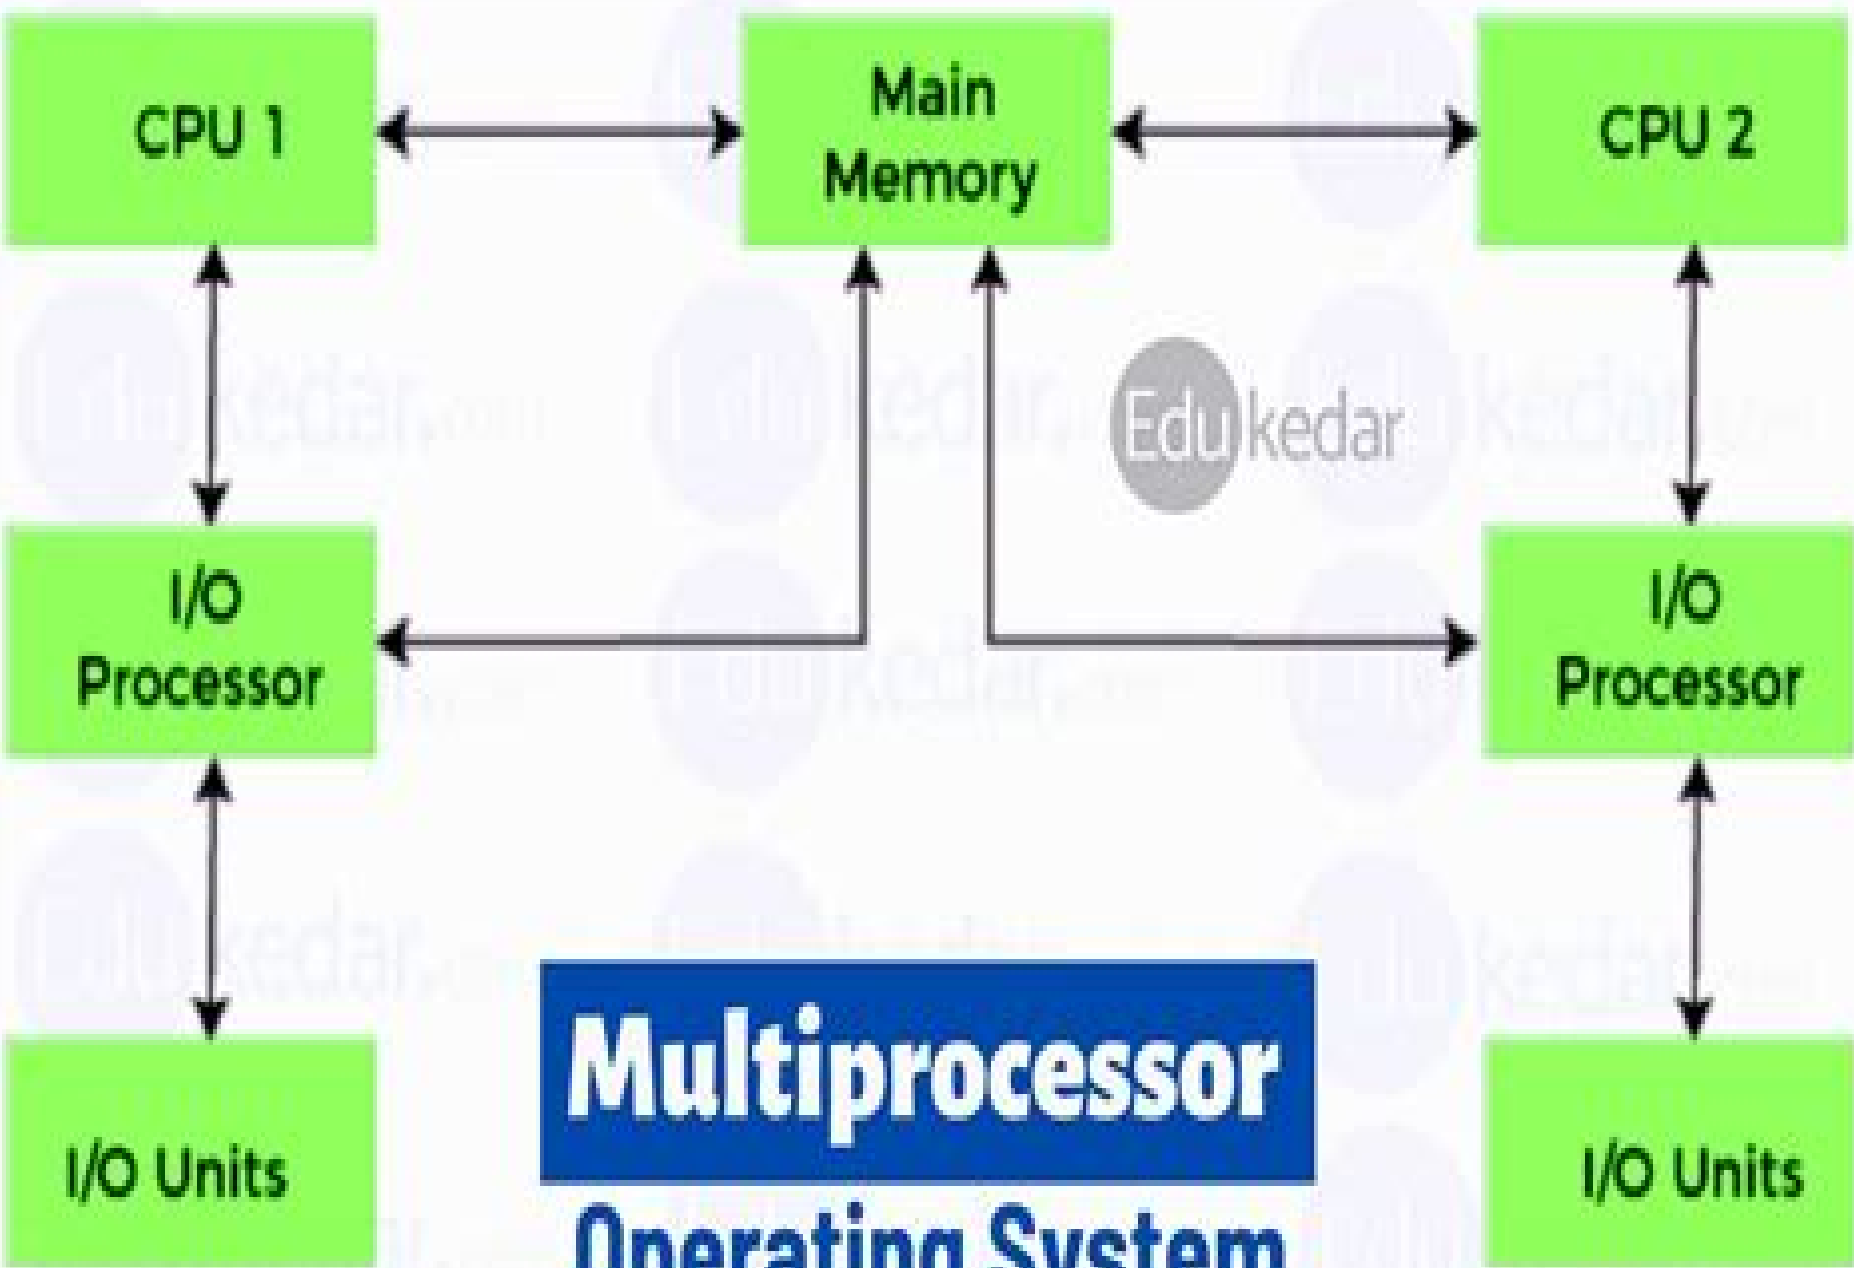 CPU 1
Main
Memory
CPU 2
Edukedar
I/O
Processor
I/O
Processor
I/O Units
Multiprocessor
Operating System
I/O Units